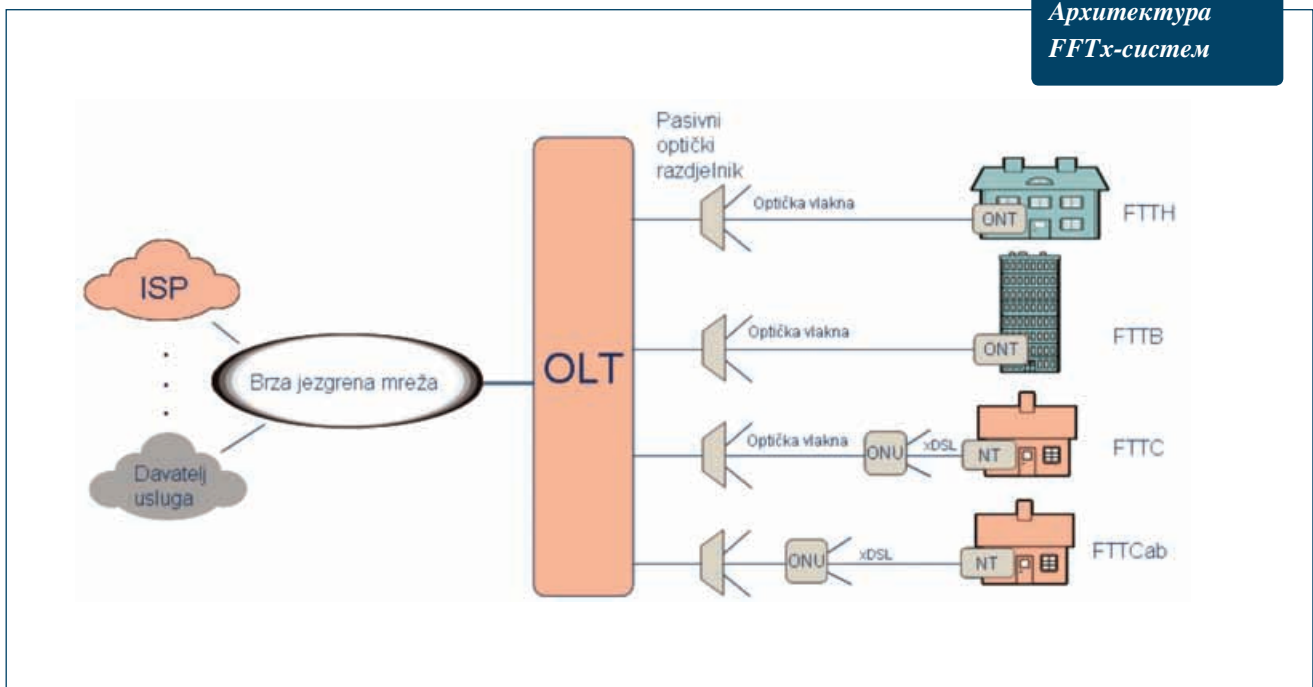 Архитектура
FFTx-систем
Pasivni
optički
razdjelnik
Optička vlakna
ONT
FTTH
ISP
Brza jezgrena mreža
OLT
Optička vlakna
ONT
FTTB
Davatelj
usluga
Optička vlakna
ONU
xDSL
NT
FTTC
ONU
xDSL
NT
FTTCab